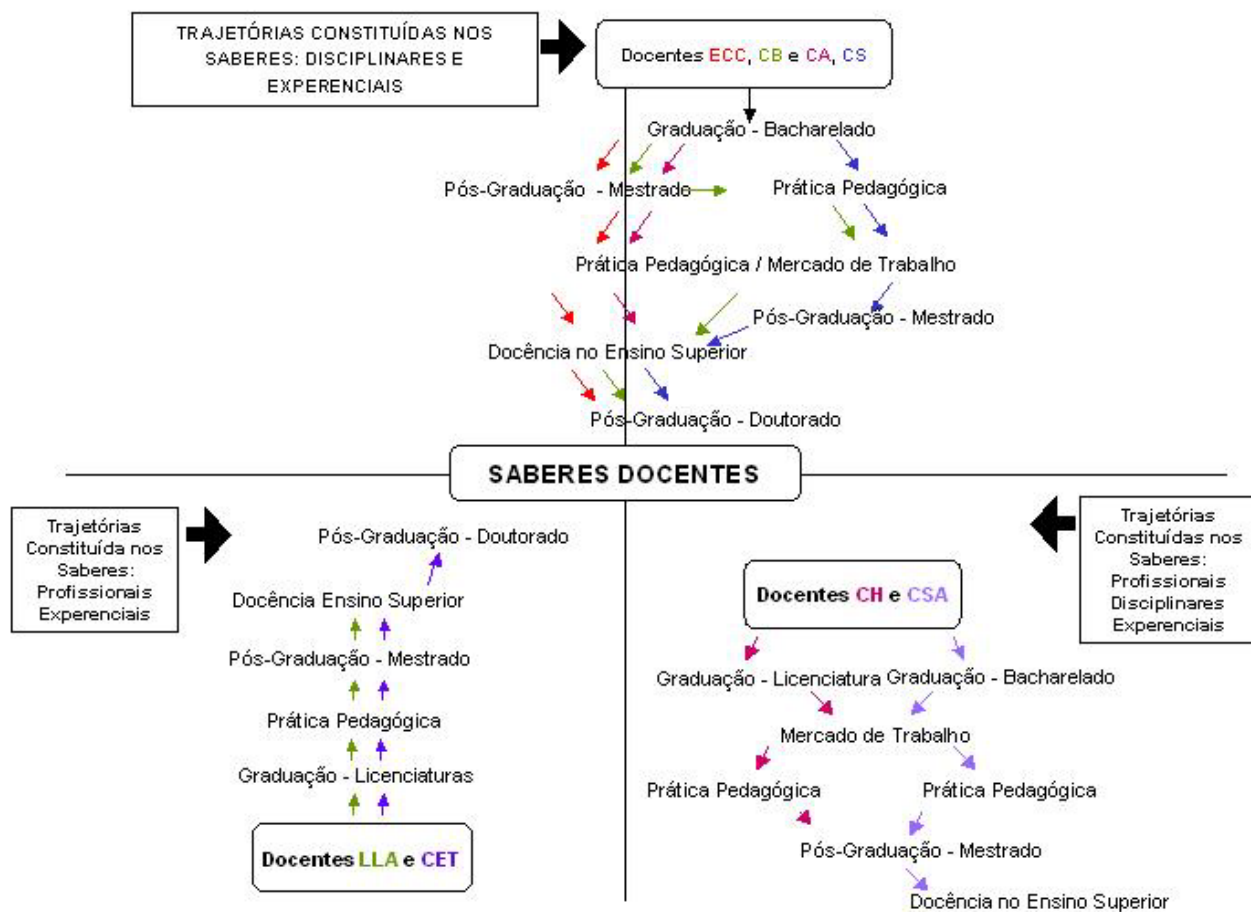 TRAJETÓRIAS CONSTITUÍDAS NOS
SABERES: DISCIPLINARES E
EXPERENCIAIS
Docentes ECC, CB e CA, CS
Graduação - Bacharelado
Pós-Graduação - Mestrado
Prática Pedagógica
Prática Pedagógica / Mercado de Trabalho
Pós-Graduação - Mestrado
Docência no Ensino Superior
Pós-Graduação - Doutorado
SABERES DOCENTES
Trajetórias
Constituída nos
Saberes:
Profissionais
Experenciais
Pós-Graduação - Doutorado
Docência Ensino Superior
Pós-Graduação - Mestrado
Prática Pedagógica
Graduação - Licenciaturas
Docentes LLA e CET
Trajetórias
Constituídas nos
Saberes:
Profissionais
Disciplinares
Experenciais
Docentes CH e CSA
Graduação - Licenciatura
Graduação - Bacharelado
Mercado de Trabalho
Prática Pedagógica
Prática Pedagógica
Pós-Graduação - Mestrado
Docência no Ensino Superior